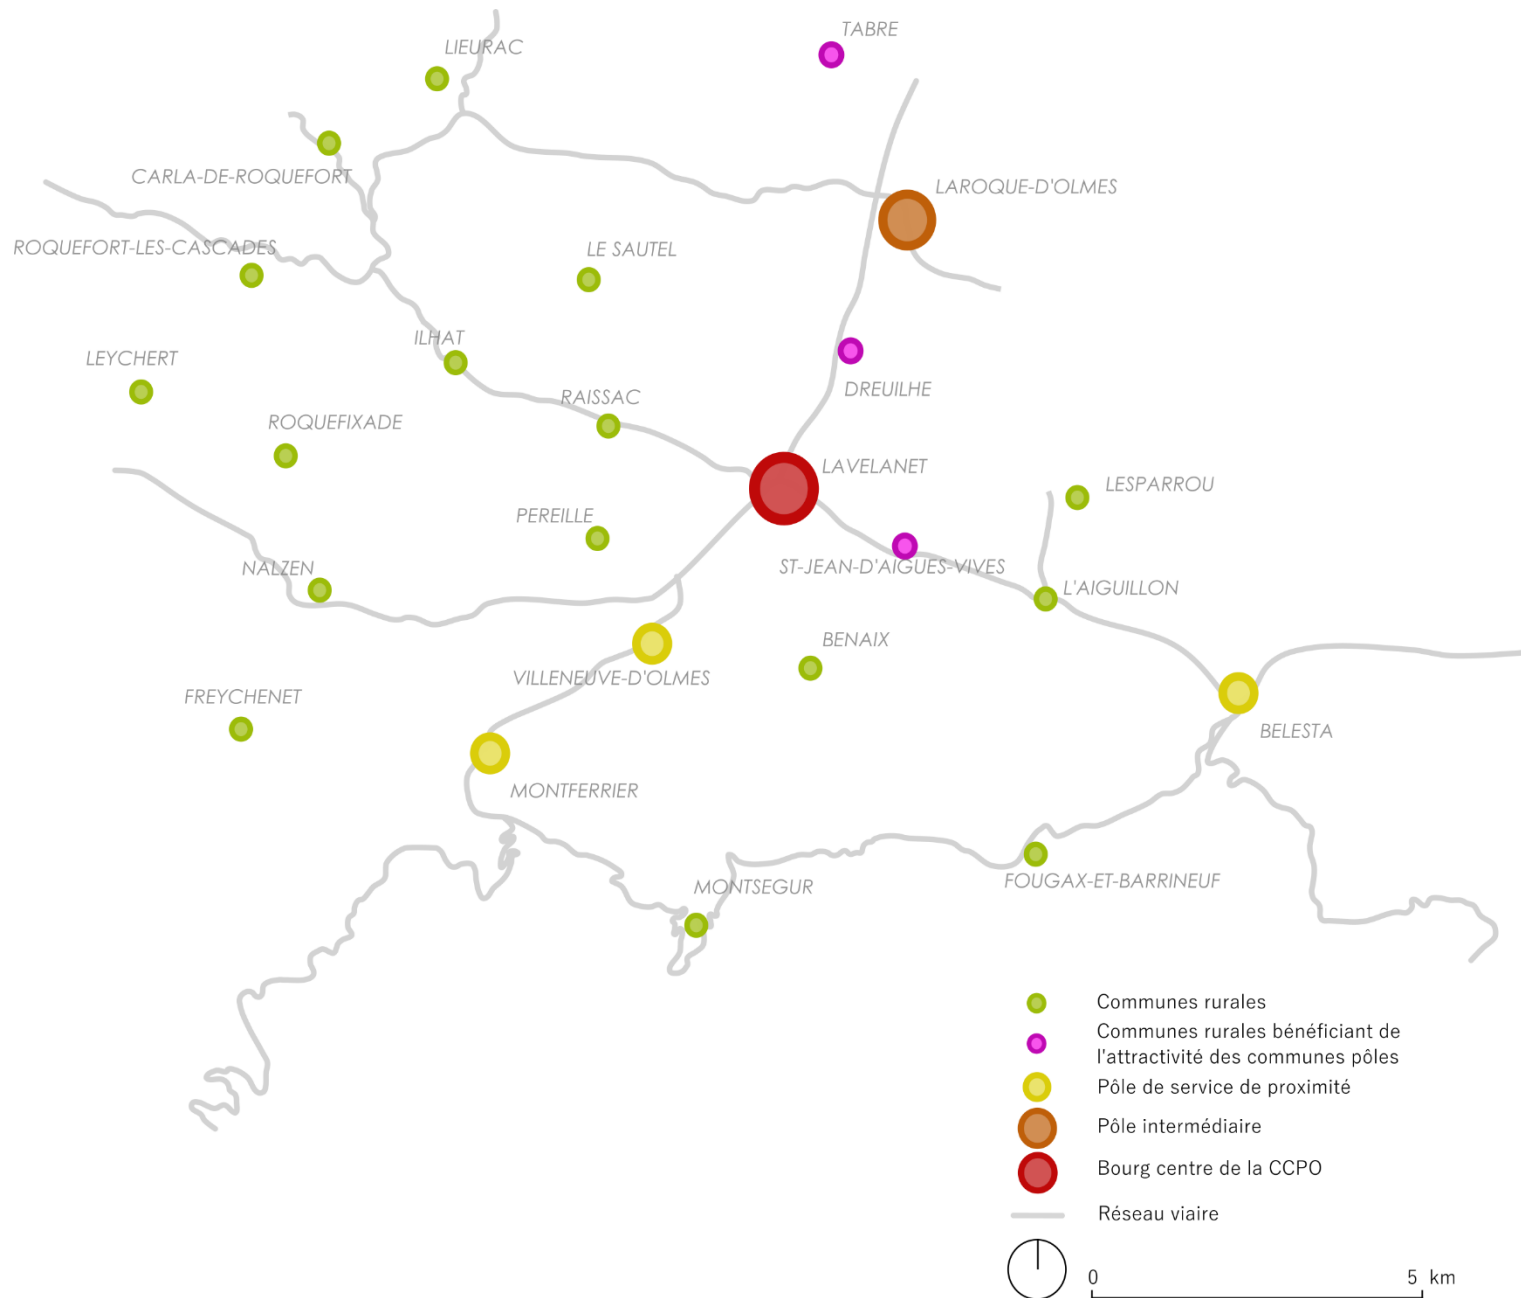 TABRE
LIEURAC
CARLA-DE-ROQUEFORT
LAROQUE-D'OLMES
ROQUEFORT-LES-CASCADES
LE SAUTEL
ILHAT
LEYCHERT
DREUILHE
RAISSAC
ROQUEFIXADE
LAVELANET
LESPARROU
PEREILLE
NALZEN
ST-JEAN-D'AIGUES-VIVES
L'AIGUILLON
BENAIX
VILLENEUVE-D'OLMES
FREYCHENET
BELESTA
MONTFERRIER
MONTSEGUR
FOUGAX-ET-BARRINEUF
Communes rurales
Communes rurales bénéficiant de
l'attractivité des communes pôles
Pôle de service de proximité
Pôle intermédiaire
Bourg centre de la CCPO
Réseau viaire
0 5 km